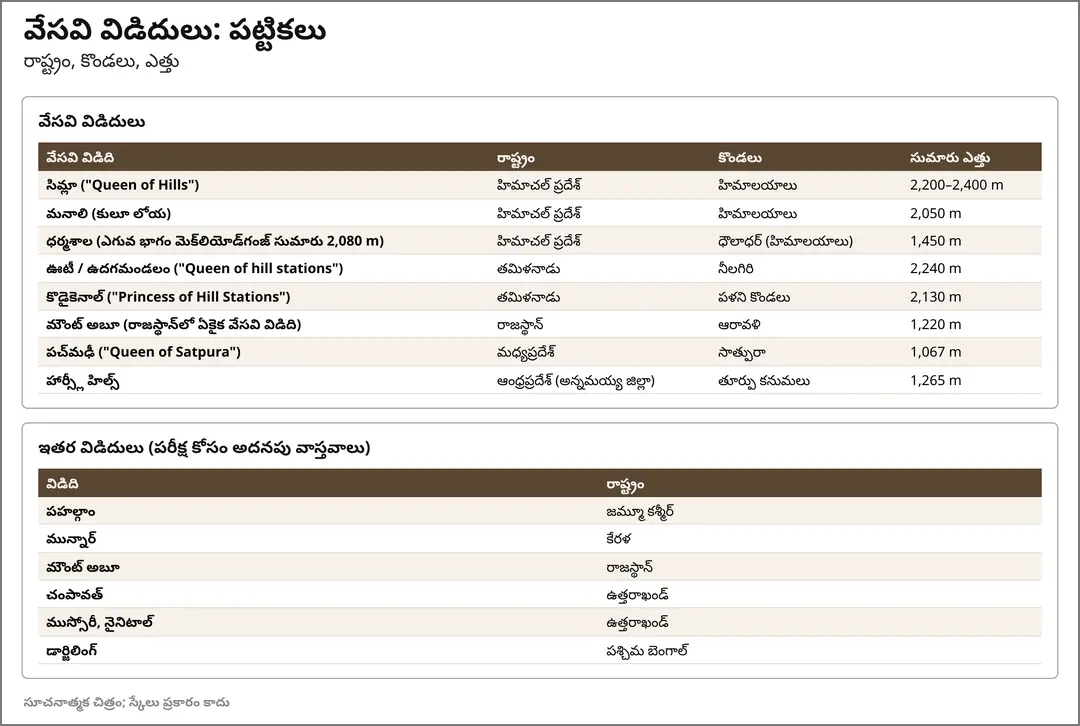 వేసవి విడిదులు: పట్టికలు
రాష్ట్రం, కొండలు, ఎత్తు
వేసవి విడిదులు
వేసవి విడిది రాష్ట్రం కొండలు సుమారు ఎత్తు
సిమ్లా ("Queen of Hills") హిమాచల్ ప్రదేశ్ హిమాలయాలు 2,200–2,400 m
మనాలి (కులూ లోయ) హిమాచల్ ప్రదేశ్ హిమాలయాలు 2,050 m
ధర్మశాల (ఎగువ భాగం మెక్‌లియోడ్‌గంజ్ సుమారు 2,080 m) హిమాచల్ ప్రదేశ్ ధౌలాధర్ (హిమాలయాలు) 1,450 m
ఊటీ / ఉదగమండలం ("Queen of hill stations") తమిళనాడు నీలగిరి 2,240 m
కొడైకెనాల్ ("Princess of Hill Stations") తమిళనాడు పళని కొండలు 2,130 m
మౌంట్ అబూ (రాజస్థాన్‌లో ఏకైక వేసవి విడిది) రాజస్థాన్ ఆరావళి 1,220 m
పచ్‌మఢీ ("Queen of Satpura") మధ్యప్రదేశ్ సాత్పురా 1,067 m
హార్స్లీ హిల్స్ ఆంధ్రప్రదేశ్ (అన్నమయ్య జిల్లా) తూర్పు కనుమలు 1,265 m
ఇతర విడిదులు (పరీక్ష కోసం అదనపు వాస్తవాలు)
విడిది రాష్ట్రం
పహల్గాం జమ్మూ కశ్మీర్
మున్నార్ కేరళ
మౌంట్ అబూ రాజస్థాన్
చంపావత్ ఉత్తరాఖండ్
ముస్సోరీ, నైనిటాల్ ఉత్తరాఖండ్
డార్జిలింగ్ పశ్చిమ బెంగాల్
సూచనాత్మక చిత్రం; స్కేలు ప్రకారం కాదు